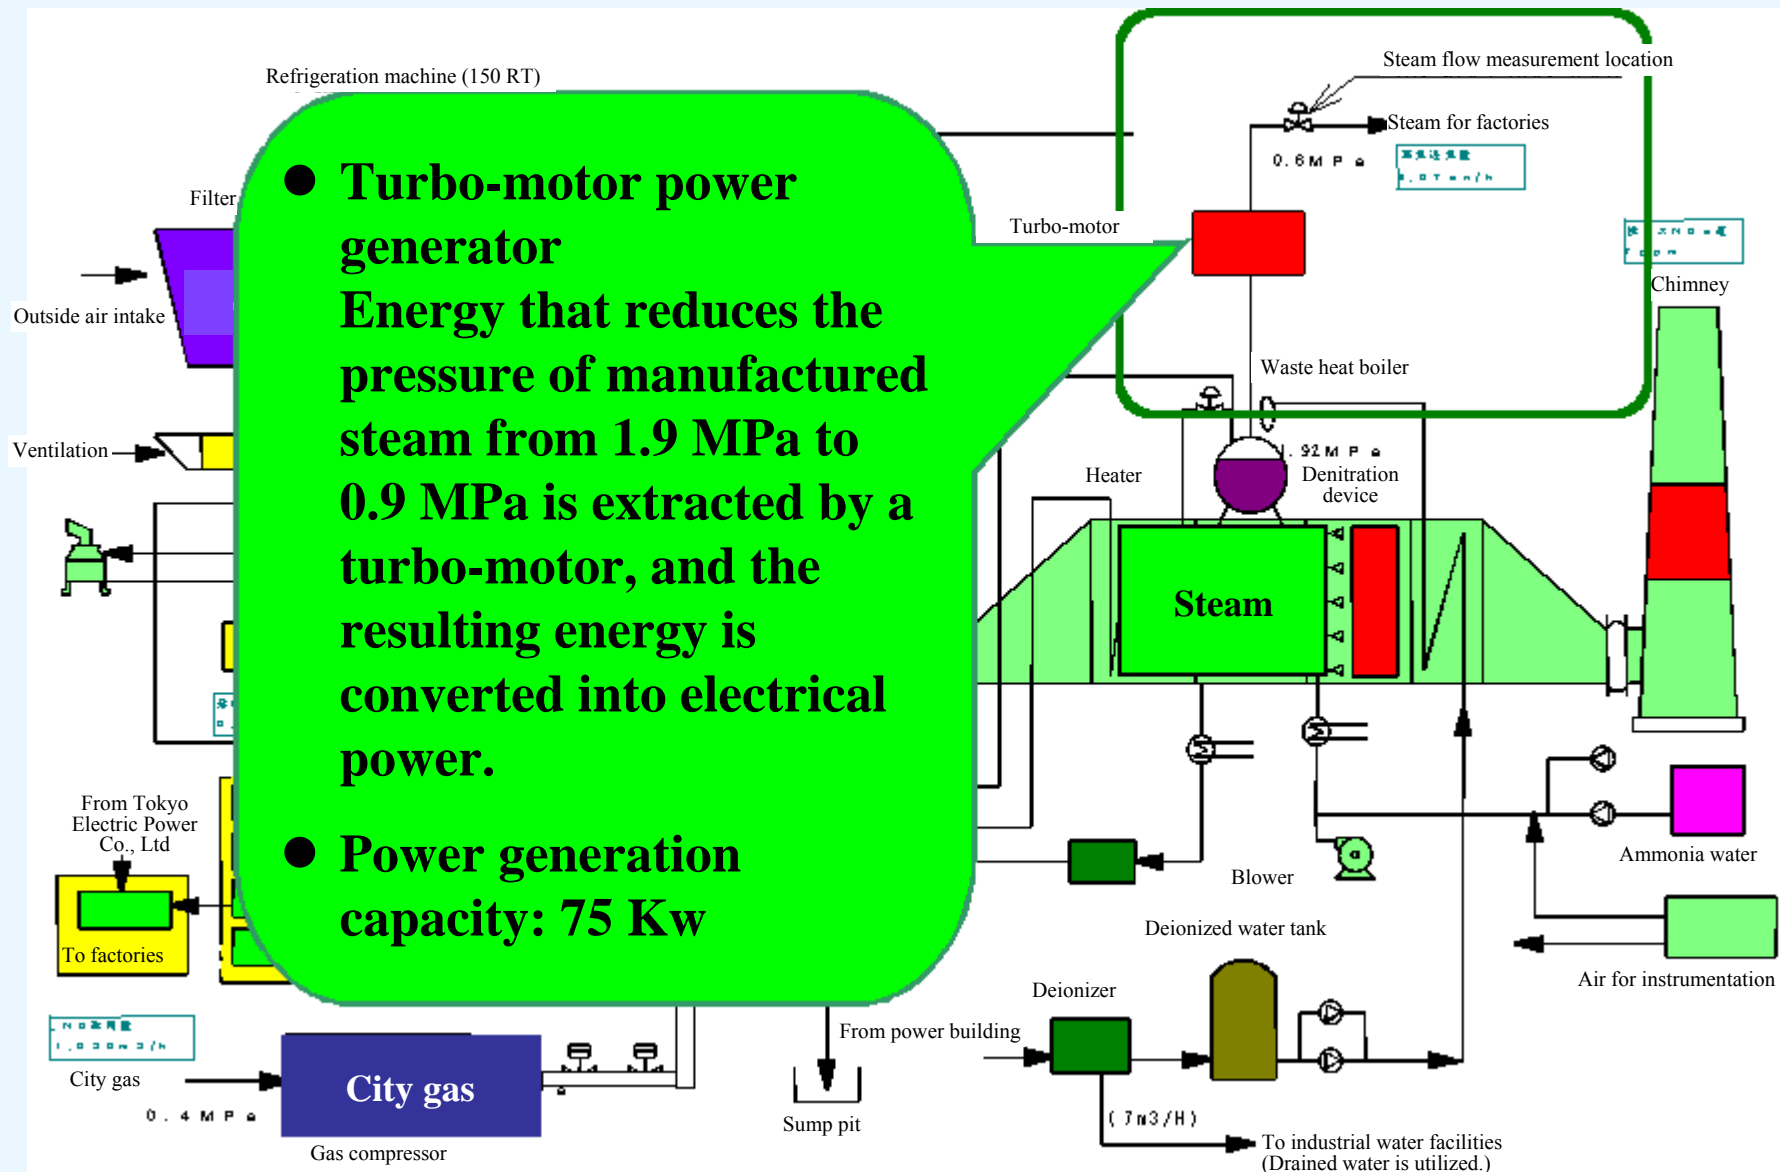 Refrigeration machine (150 RT)
Steam flow measurement location
Steam for factories
0.6MPa
Turbo-motor
Filter
Outside air intake
Ventilation
Chimney
Waste heat boiler
.92MPa
Heater
Denitration
device
Steam
● Turbo-motor power
generator
Energy that reduces the
pressure of manufactured
steam from 1.9 MPa to
0.9 MPa is extracted by a
turbo-motor, and the
resulting energy is
converted into electrical
power.
● Power generation
capacity: 75 Kw
From Tokyo
Electric Power
Co., Ltd
To factories
Blower
Ammonia water
Deionized water tank
Air for instrumentation
Deionizer
From power building
City gas
0.4MPa
City gas
Gas compressor
Sump pit
(7m3/H)
To industrial water facilities
(Drained water is utilized.)